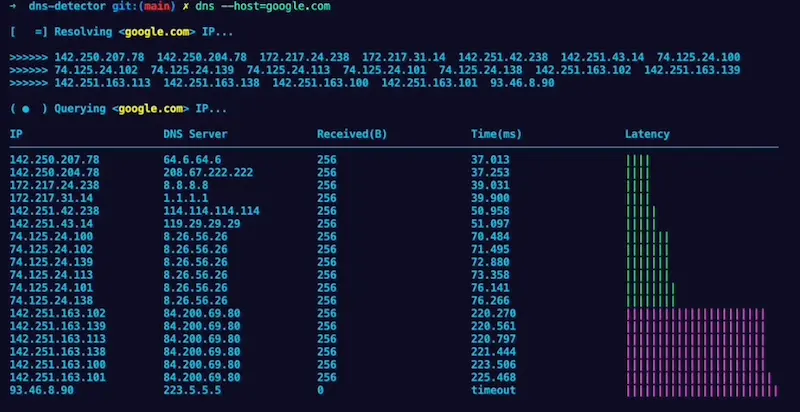 ➜ dns-detector git:(main) ✗ dns --host=google.com
[ =] Resolving <google.com> IP...
>>>>>> 142.250.207.78 142.250.204.78 172.217.24.238 172.217.31.14 142.251.42.238 142.251.43.14 74.125.24.100
>>>>>> 74.125.24.102 74.125.24.139 74.125.24.113 74.125.24.101 74.125.24.138 142.251.163.102 142.251.163.139
>>>>>> 142.251.163.113 142.251.163.138 142.251.163.100 142.251.163.101 93.46.8.90
( ● ) Querying <google.com> IP...
IP DNS Server Received(B) Time(ms) Latency
142.250.207.78 64.6.64.6 256 37.013 ||||
142.250.204.78 208.67.222.222 256 37.253 ||||
172.217.24.238 8.8.8.8 256 39.031 ||||
172.217.31.14 1.1.1.1 256 39.900 ||||
142.251.42.238 114.114.114.114 256 50.958 |||||
142.251.43.14 119.29.29.29 256 51.097 |||||
74.125.24.100 8.26.56.26 256 70.484 |||||||
74.125.24.102 8.26.56.26 256 71.495 |||||||
74.125.24.139 8.26.56.26 256 72.880 |||||||
74.125.24.113 8.26.56.26 256 73.358 |||||||
74.125.24.101 8.26.56.26 256 76.141 ||||||||
74.125.24.138 8.26.56.26 256 76.266 ||||||||
142.251.163.102 84.200.69.80 256 220.270 ||||||||||||||||||||||
142.251.163.139 84.200.69.80 256 220.561 ||||||||||||||||||||||
142.251.163.113 84.200.69.80 256 220.797 ||||||||||||||||||||||
142.251.163.138 84.200.69.80 256 221.444 ||||||||||||||||||||||
142.251.163.100 84.200.69.80 256 223.506 ||||||||||||||||||||||
142.251.163.101 84.200.69.80 256 225.468 |||||||||||||||||||||||
93.46.8.90 223.5.5.5 0 timeout ||||||||||||||||||||||||